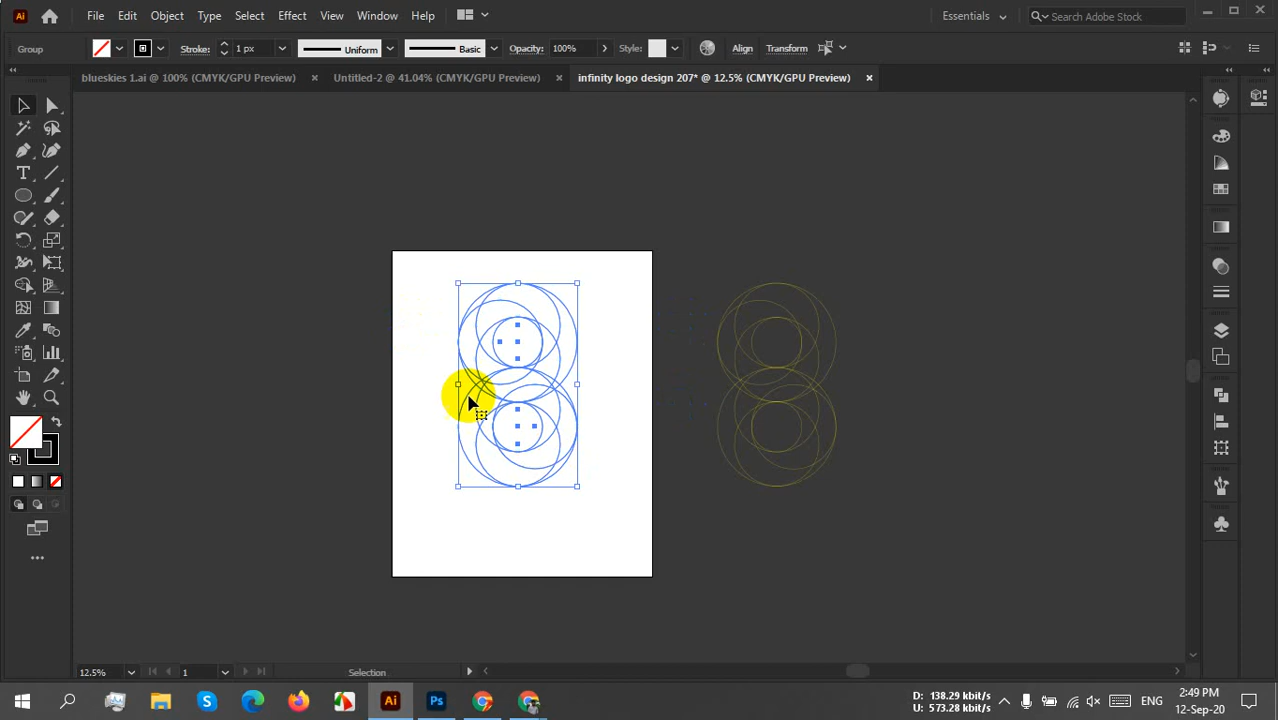 Ai File Edit Object Type Select Effect View Window Help Essentials Search Adobe Stock
Group Stroke: 1 px Uniform Basic Opacity: 100% Style: Align Transform
blueskies 1.ai @ 100% (CMYK/GPU Preview) × Untitled-2 @ 41.04% (CMYK/GPU Preview) × infinity logo design 207* @ 12.5% (CMYK/GPU Preview) ×
12.5% 1 Selection
Ai Ps D: 138.29 kbit/s ENG 2:49 PM
U: 573.28 kbit/s 12-Sep-20